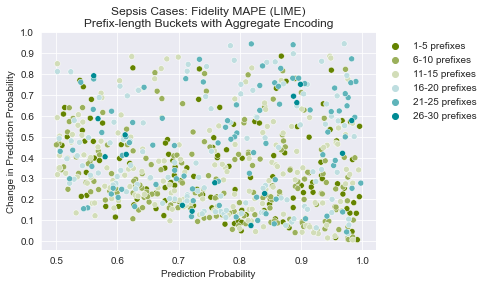 Sepsis Cases: Fidelity MAPE (LIME)
Prefix-length Buckets with Aggregate Encoding
Change in Prediction Probability
1.0
0.9
0.8
0.7
0.6
0.5
0.4
0.3
0.2
0.1
0.0
0.5 0.6 0.7 0.8 0.9 1.0
Prediction Probability
1-5 prefixes
6-10 prefixes
11-15 prefixes
16-20 prefixes
21-25 prefixes
26-30 prefixes